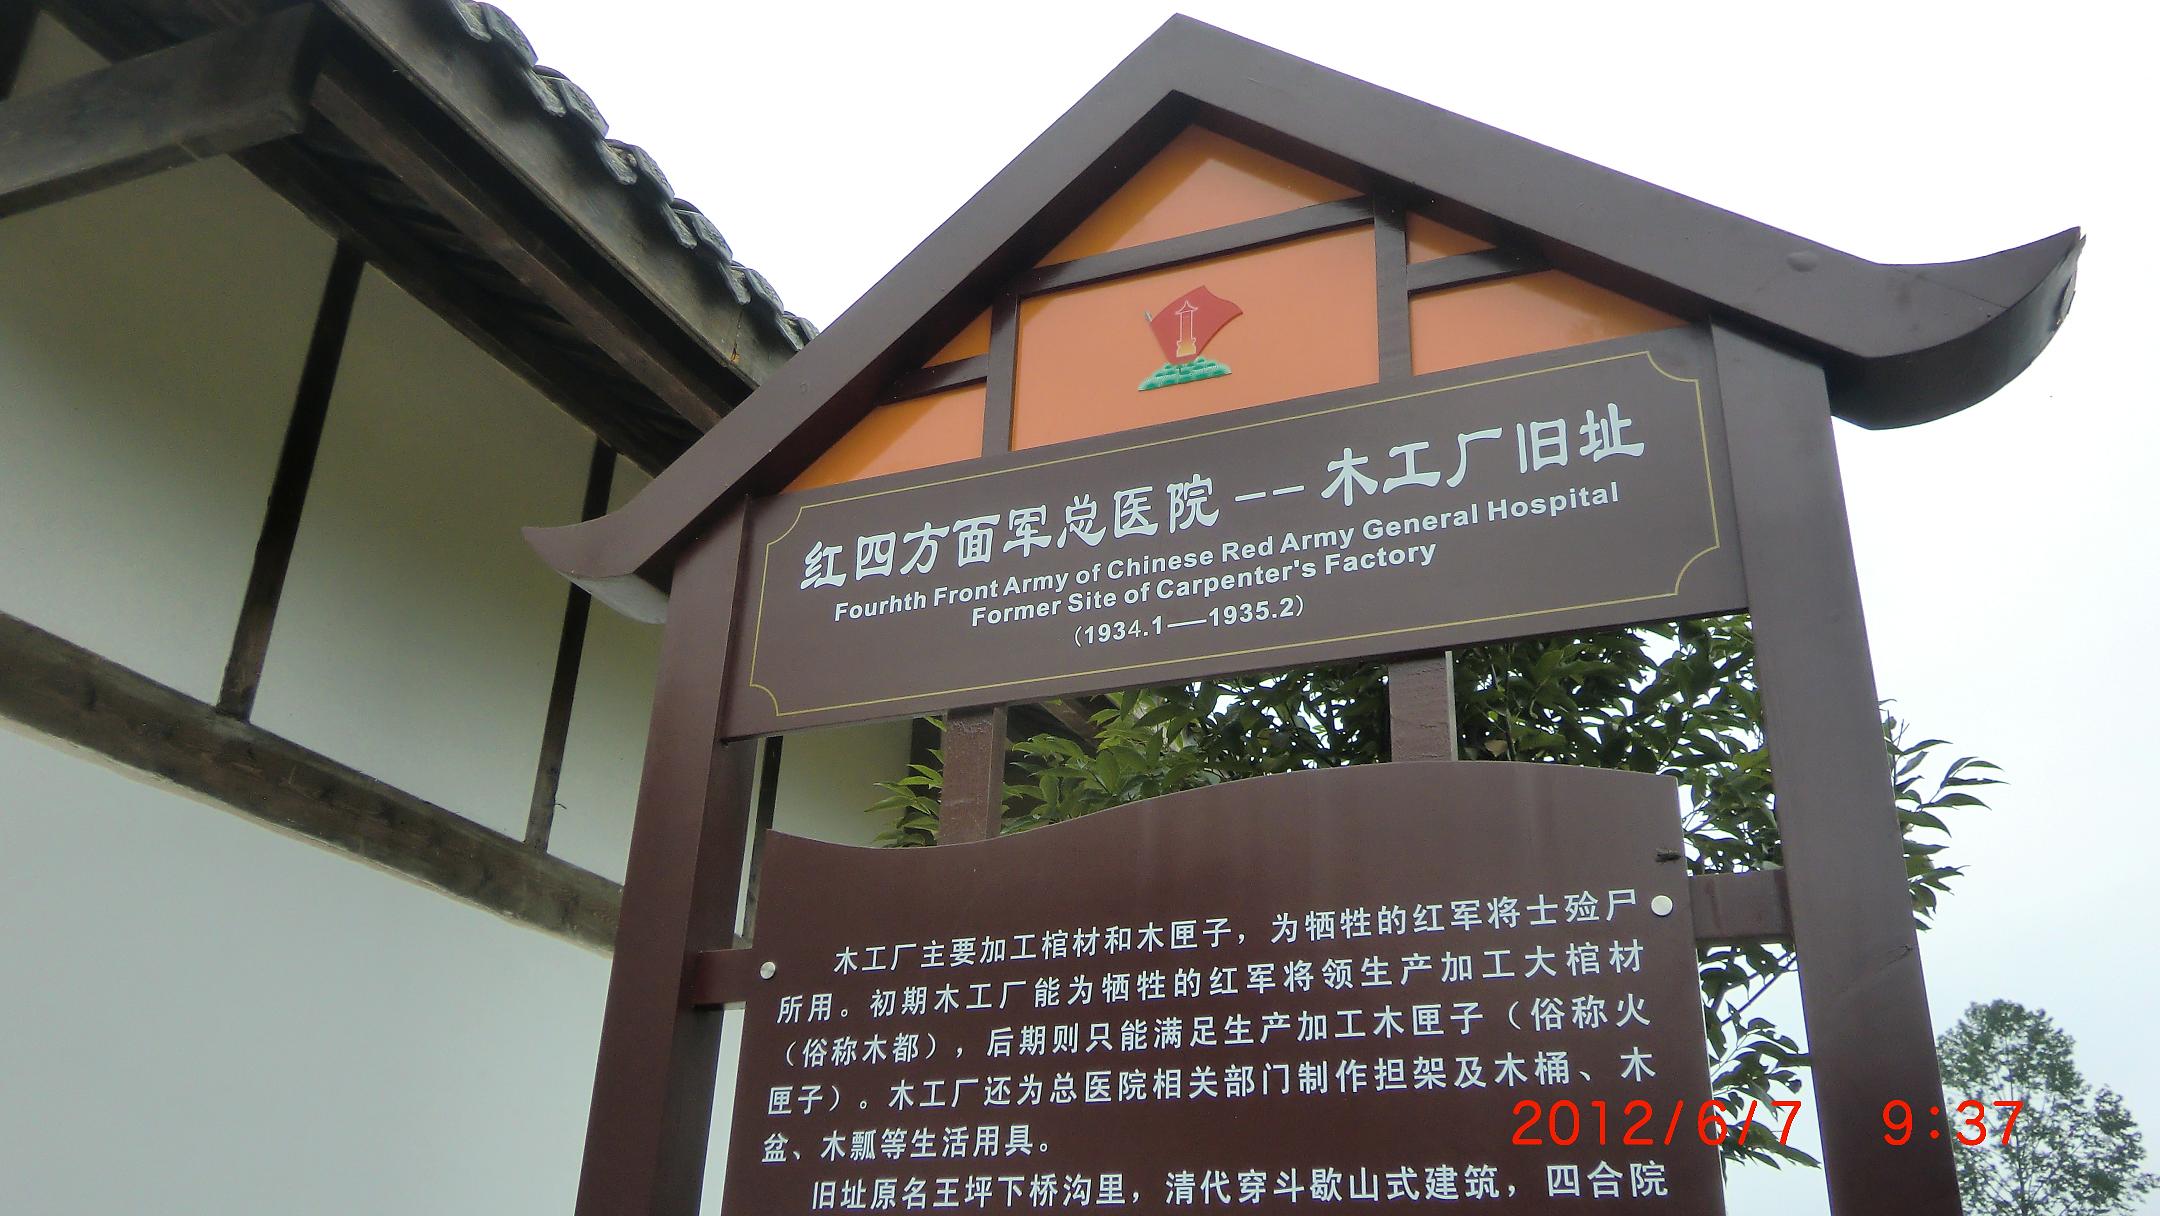 红四方面军总医院——木工厂旧址
Fourhth Front Army of Chinese Red Army General Hospital
Former Site of Carpenter's Factory
(1934.1——1935.2)
木工厂主要加工棺材和木匣子，为牺牲的红军将士殓尸
所用。初期木工厂能为牺牲的红军将领生产加工大棺材
（俗称木都），后期则只能满足生产加工木匣子（俗称火
匣子）。木工厂还为总医院相关部门制作担架及木桶、木
盆、木瓢等生活用具。
旧址原名王坪下桥沟里，清代穿斗歇山式建筑，四合院
2012/6/7 9:37